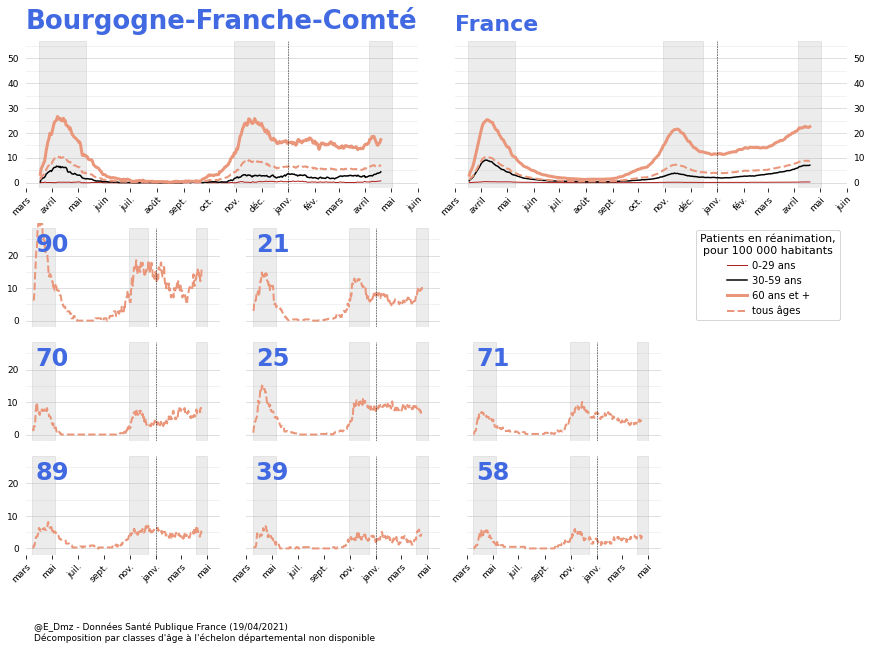 Bourgogne-Franche-Comté
France
50
40
30
20
10
0
mars avril mai juin juil. août sept. oct. nov. déc. janv. fév. mars avril mai juin
50
40
30
20
10
0
mars avril mai juin juil. août sept. oct. nov. déc. janv. fév. mars avril mai juin
90
20
10
0
21
Patients en réanimation,
pour 100 000 habitants
0-29 ans
30-59 ans
60 ans et +
tous âges
70
20
10
0
25
71
89
20
10
0
mars mai juil. sept. nov. janv. mars mai
39
mars mai juil. sept. nov. janv. mars mai
58
mars mai juil. sept. nov. janv. mars mai
@E_Dmz - Données Santé Publique France (19/04/2021)
Décomposition par classes d'âge à l'échelon départemental non disponible